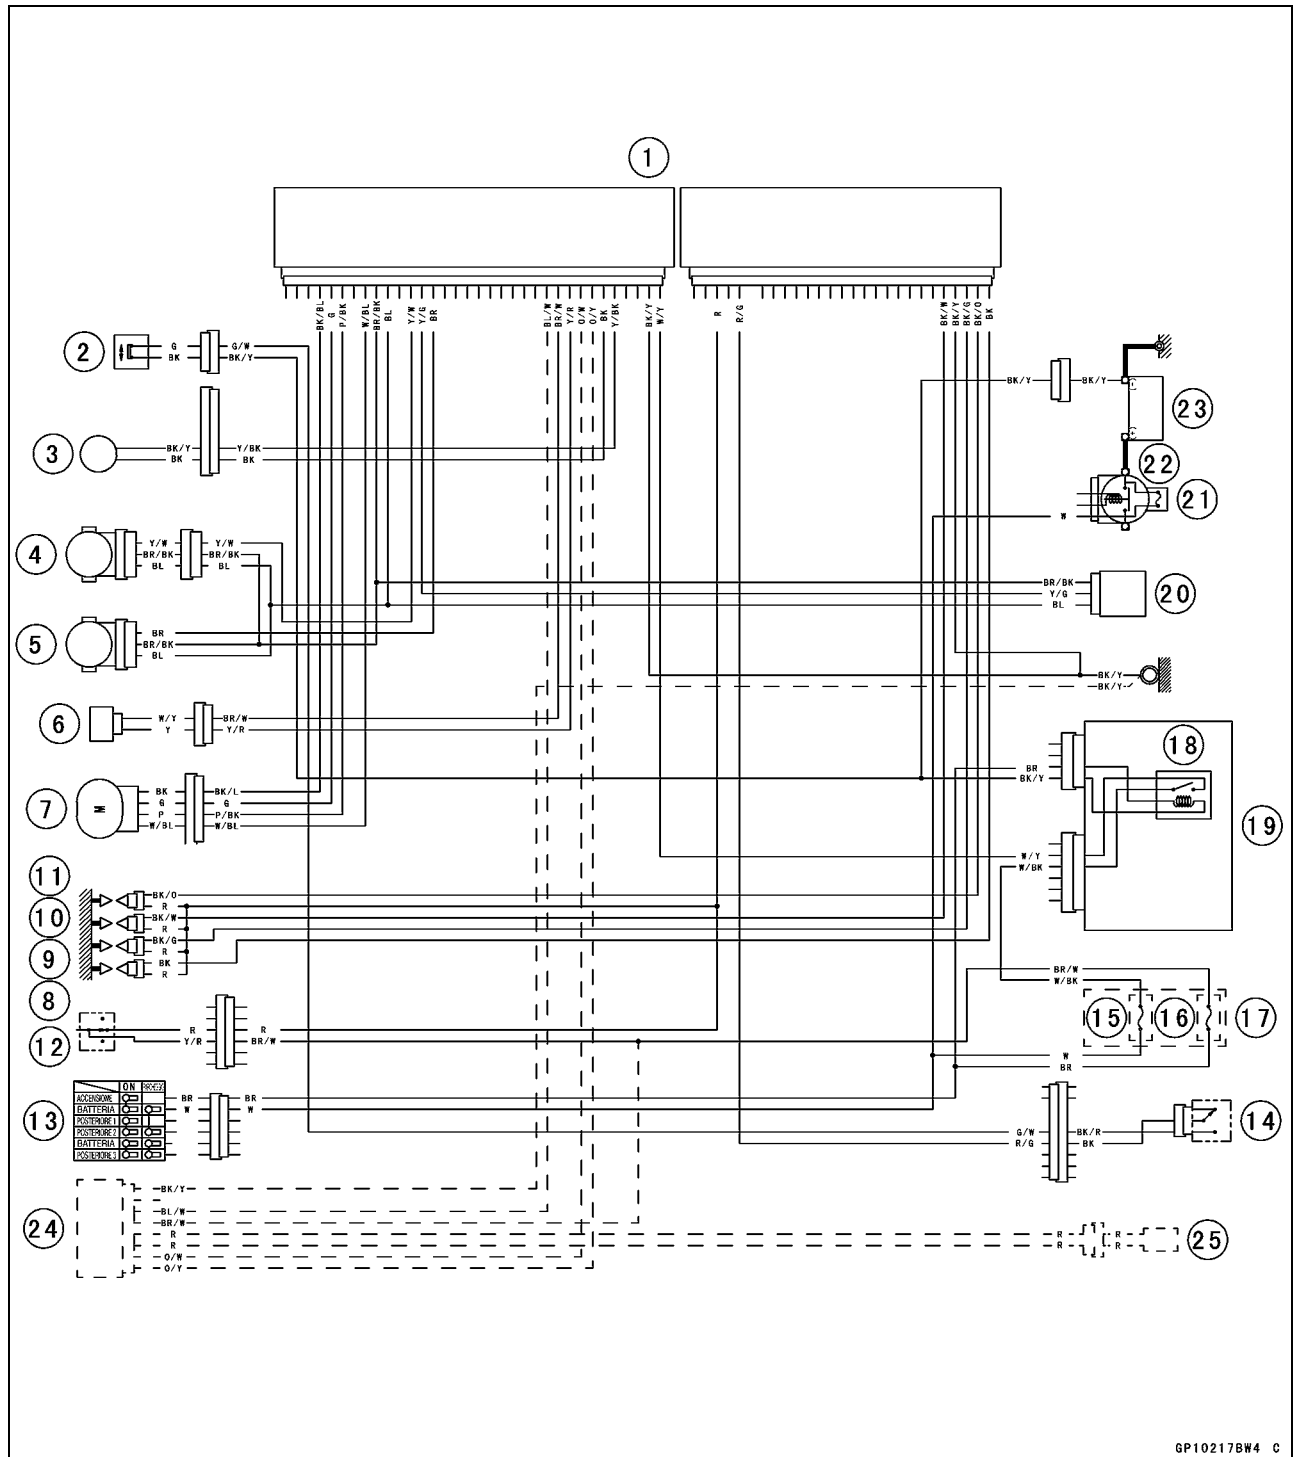 1
BK/BL G P/BK W/BL BR/BK BL Y/W Y/G BR BL/W BR/W Y/R O/W O/Y BK Y/BK BK/Y W/Y R R/G BK/W BK/Y BK/G BK/O BK
2 G G/W
BK BK/Y
BK/Y BK/Y 23
3 BK/Y Y/BK
BK BK
22
21
W
4 Y/W Y/W
BR/BK BR/BK
BL BL
BR/BK
Y/G 20
BL
5 BR
BR/BK
BL
BK/Y
BK/Y
6 W/Y BR/W
Y Y/R
18
BR
BK/Y
7 BK BK/L
G G
P P/BK
W/BL W/BL
19
W/Y
W/BK
11 BK/O
R
10 BK/W
R
BK/G
9 R
BK
R
BR/W
W/BK
8
15 16 17
12 R R
Y/R BR/W
W
BR
ON
ACCENSIONE BR BR
BATTERIA W W
13 POSTERIORE 1
POSTERIORE 2
BATTERIA
POSTERIORE 3
14
G/W BK/R
R/G BK
BK/Y
24 BL/W
BR/W
R R R 25
R R R
O/W
O/Y
GP10217BW4 C